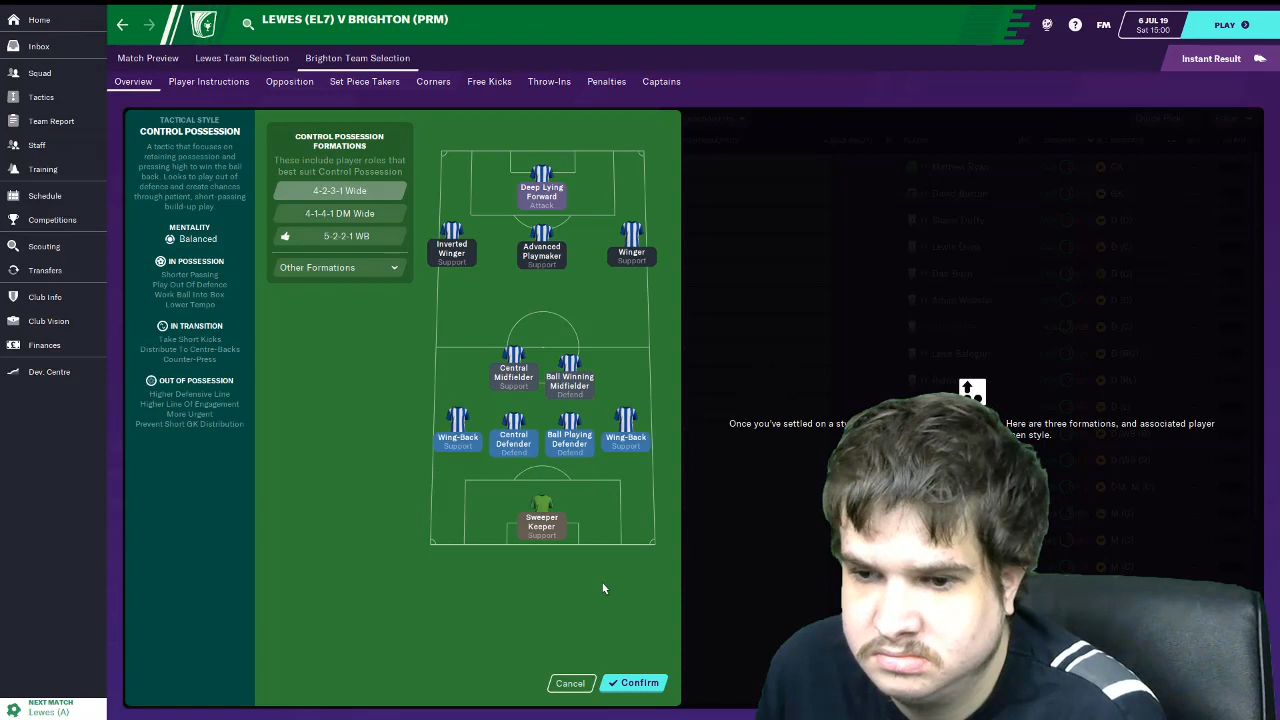 Home
LEWES (EL7) V BRIGHTON (PRM)
FM
6 JUL 19
Sat 15:00
PLAY
Inbox
Match Preview
Lewes Team Selection
Brighton Team Selection
Instant Result
Squad
Overview
Player Instructions
Opposition
Set Piece Takers
Corners
Free Kicks
Throw-Ins
Penalties
Captains
Tactics
Team Report
Staff
Training
Schedule
Competitions
Scouting
Transfers
Club Info
Club Vision
Finances
Dev. Centre
NEXT MATCH
Lewes (A)
TACTICAL STYLE
CONTROL POSSESSION
A tactic that focuses on
retaining possession and
pressing high to win the ball
back. Looks to play out of
defence and create chances
through patient, short-passing
build-up play.
MENTALITY
Balanced
IN POSSESSION
Shorter Passing
Play Out Of Defence
Work Ball Into Box
Lower Tempo
IN TRANSITION
Take Short Kicks
Distribute To Centre-Backs
Counter-Press
OUT OF POSSESSION
Higher Defensive Line
Higher Line Of Engagement
More Urgent
Prevent Short GK Distribution
CONTROL POSSESSION
FORMATIONS
These include player roles that
best suit Control Possession
4-2-3-1 Wide
4-1-4-1 DM Wide
5-2-2-1 WB
Other Formations
Deep Lying
Forward
Attack
Inverted
Winger
Support
Advanced
Playmaker
Support
Winger
Support
Central
Midfielder
Support
Ball Winning
Midfielder
Defend
Wing-Back
Support
Central
Defender
Defend
Ball Playing
Defender
Defend
Wing-Back
Support
Sweeper
Keeper
Support
Cancel
Confirm
Quick Pick
GK
GK
D (C)
D (C)
D (C)
D (C)
D (C)
M (C)
M (C)
M (C)
Once you've settled on a
Here are three formations, and associated player
style.